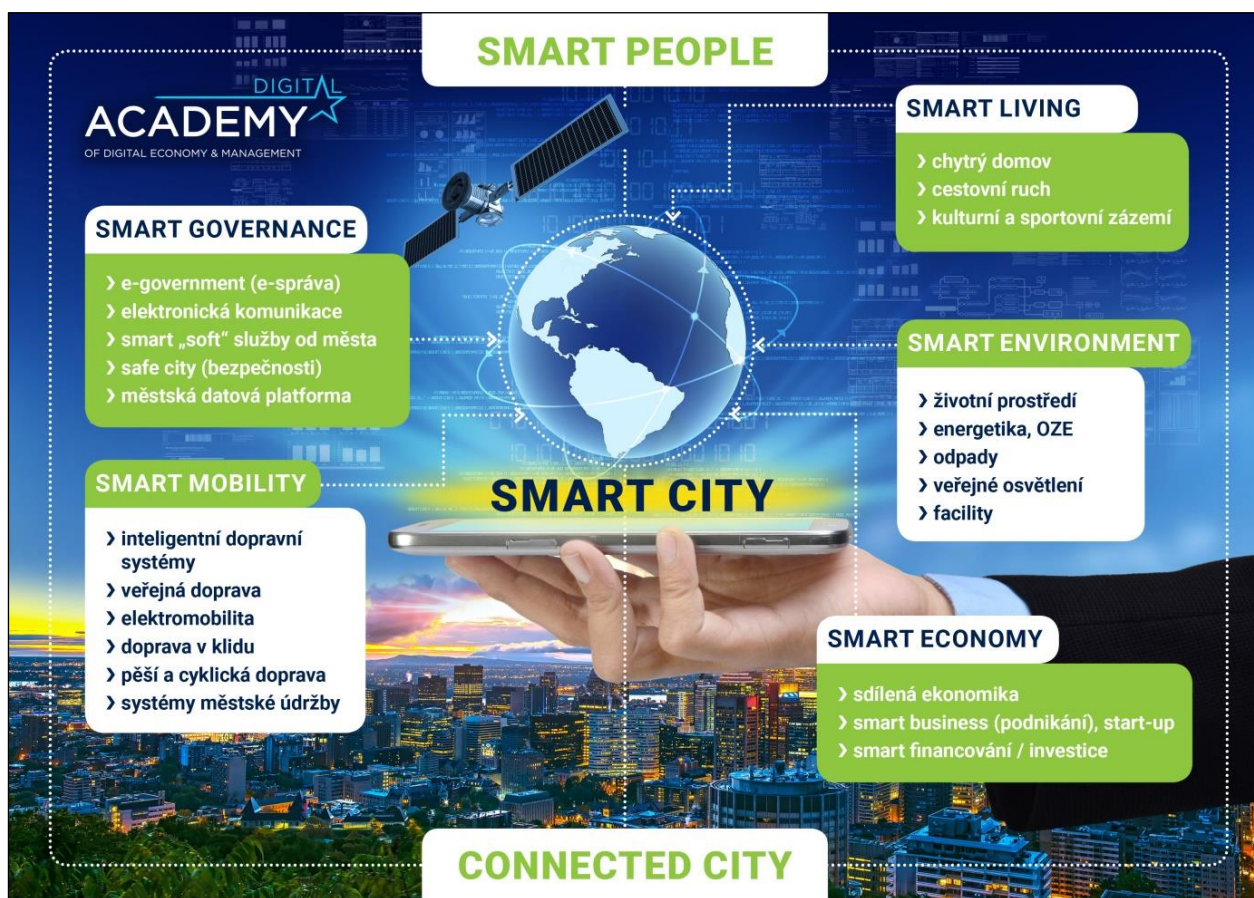 SMART PEOPLE
DIGITAL
ACADEMY
OF DIGITAL ECONOMY & MANAGEMENT
SMART GOVERNANCE
› e-government (e-správa)
› elektronická komunikace
› smart „soft“ služby od města
› safe city (bezpečnosti)
› městská datová platforma
SMART MOBILITY
› inteligentní dopravní
systémy
› veřejná doprava
› elektromobilita
› doprava v klidu
› pěší a cyklická doprava
› systémy městské údržby
SMART CITY
SMART LIVING
› chytrý domov
› cestovní ruch
› kulturní a sportovní zázemí
SMART ENVIRONMENT
› životní prostředí
› energetika, OZE
› odpady
› veřejné osvětlení
› facility
SMART ECONOMY
› sdílená ekonomika
› smart business (podnikání), start-up
› smart financování / investice
CONNECTED CITY